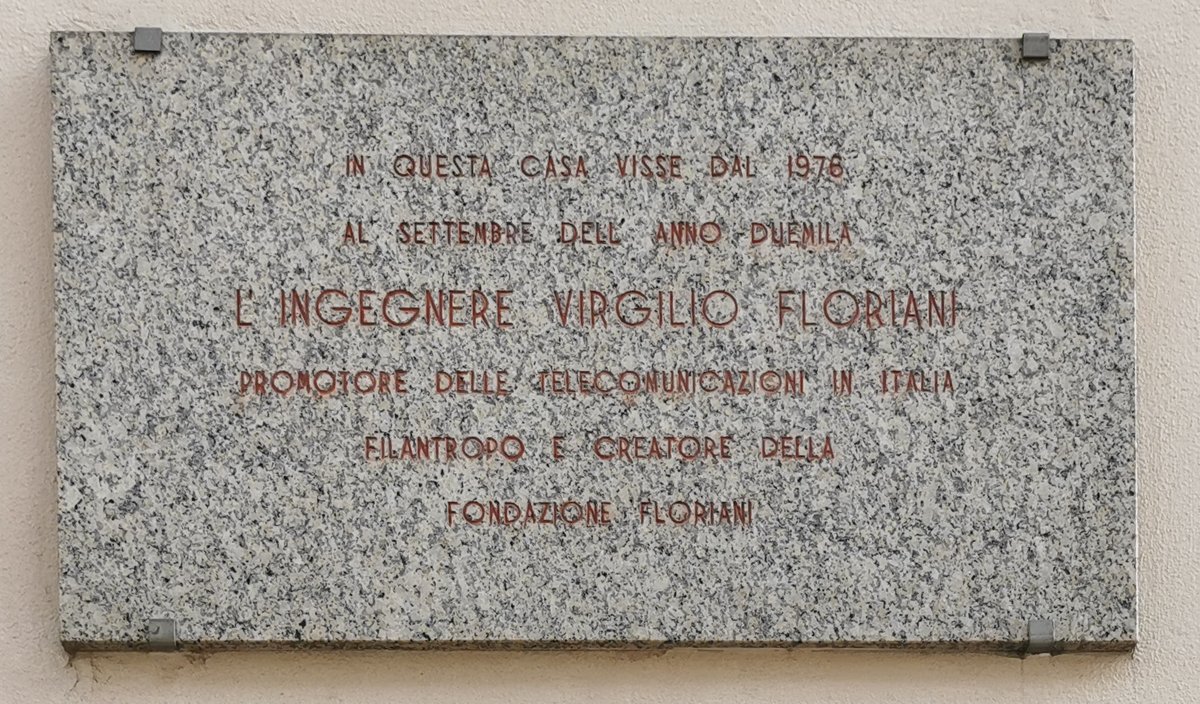 IN QUESTA CASA VISSE DAL 1976
AL SETTEMBRE DELL ANNO DUEMILA
L' INGEGNERE VIRGILIO FLORIANI
PROMOTORE DELLE TELECOMUNICAZIONI IN ITALIA
FILANTROPO E CREATORE DELLA
FONDAZIONE FLORIANI